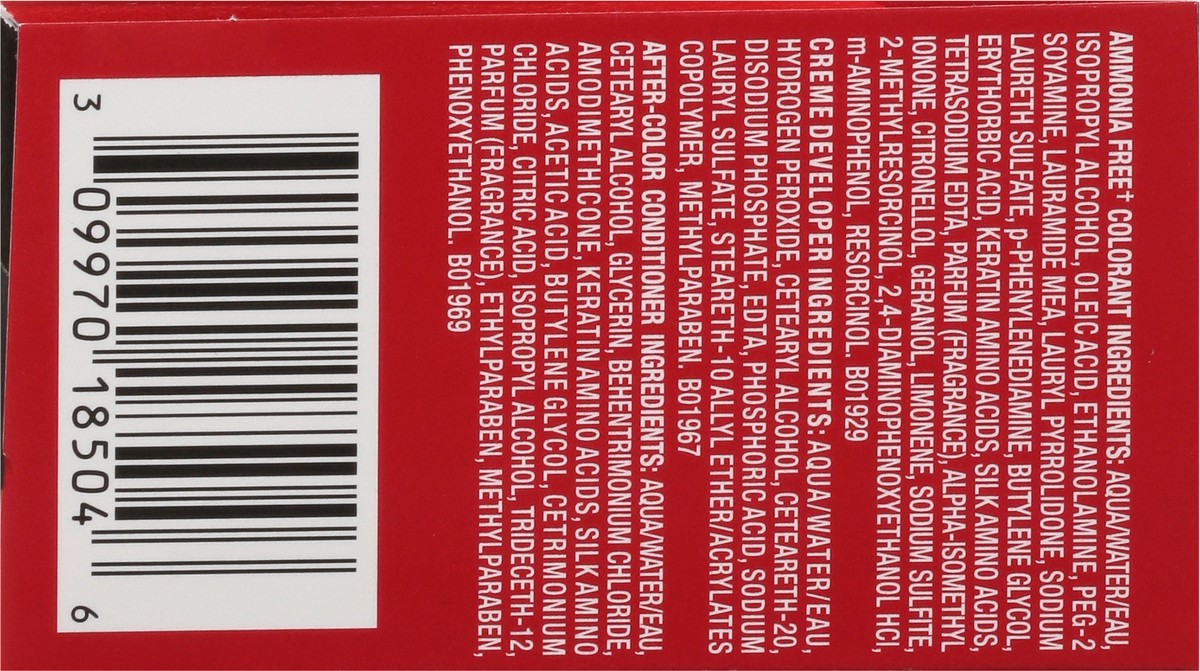 AMMONIA FREE† COLORANT INGREDIENTS: AQUA/WATER/EAU,
ISOPROPYL ALCOHOL, OLEIC ACID, ETHANOLAMINE, PEG-2
SOYAMINE, LAURAMIDE MEA, LAURYL PYRROLIDONE, SODIUM
LAURETH SULFATE, p-PHENYLENEDIAMINE, BUTYLENE GLYCOL,
ERYTHORBIC ACID, KERATIN AMINO ACIDS, SILK AMINO ACIDS,
TETRASODIUM EDTA, PARFUM (FRAGRANCE), ALPHA-ISOMETHYL
IONONE, CITRONELLOL, GERANIOL, LIMONENE, SODIUM SULFITE,
2-METHYLRESORCINOL, 2,4-DIAMINOPHENOXYETHANOL HCl,
m-AMINOPHENOL, RESORCINOL. B01929
CREME DEVELOPER INGREDIENTS: AQUA/WATER/EAU,
HYDROGEN PEROXIDE, CETEARYL ALCOHOL, CETEARETH-20,
DISODIUM PHOSPHATE, EDTA, PHOSPHORIC ACID, SODIUM
LAURYL SULFATE, STEARETH-10 ALLYL ETHER/ACRYLATES
COPOLYMER, METHYLPARABEN. B01967
AFTER-COLOR CONDITIONER INGREDIENTS: AQUA/WATER/EAU,
CETEARYL ALCOHOL, GLYCERIN, BEHENTRIMONIUM CHLORIDE,
AMODIMETHICONE, KERATIN AMINO ACIDS, SILK AMINO
ACIDS, ACETIC ACID, BUTYLENE GLYCOL, CETRIMONIUM
CHLORIDE, CITRIC ACID, ISOPROPYL ALCOHOL, TRIDECETH-12,
PARFUM (FRAGRANCE), ETHYLPARABEN, METHYLPARABEN,
PHENOXYETHANOL. B01969
3 09970 18504 6